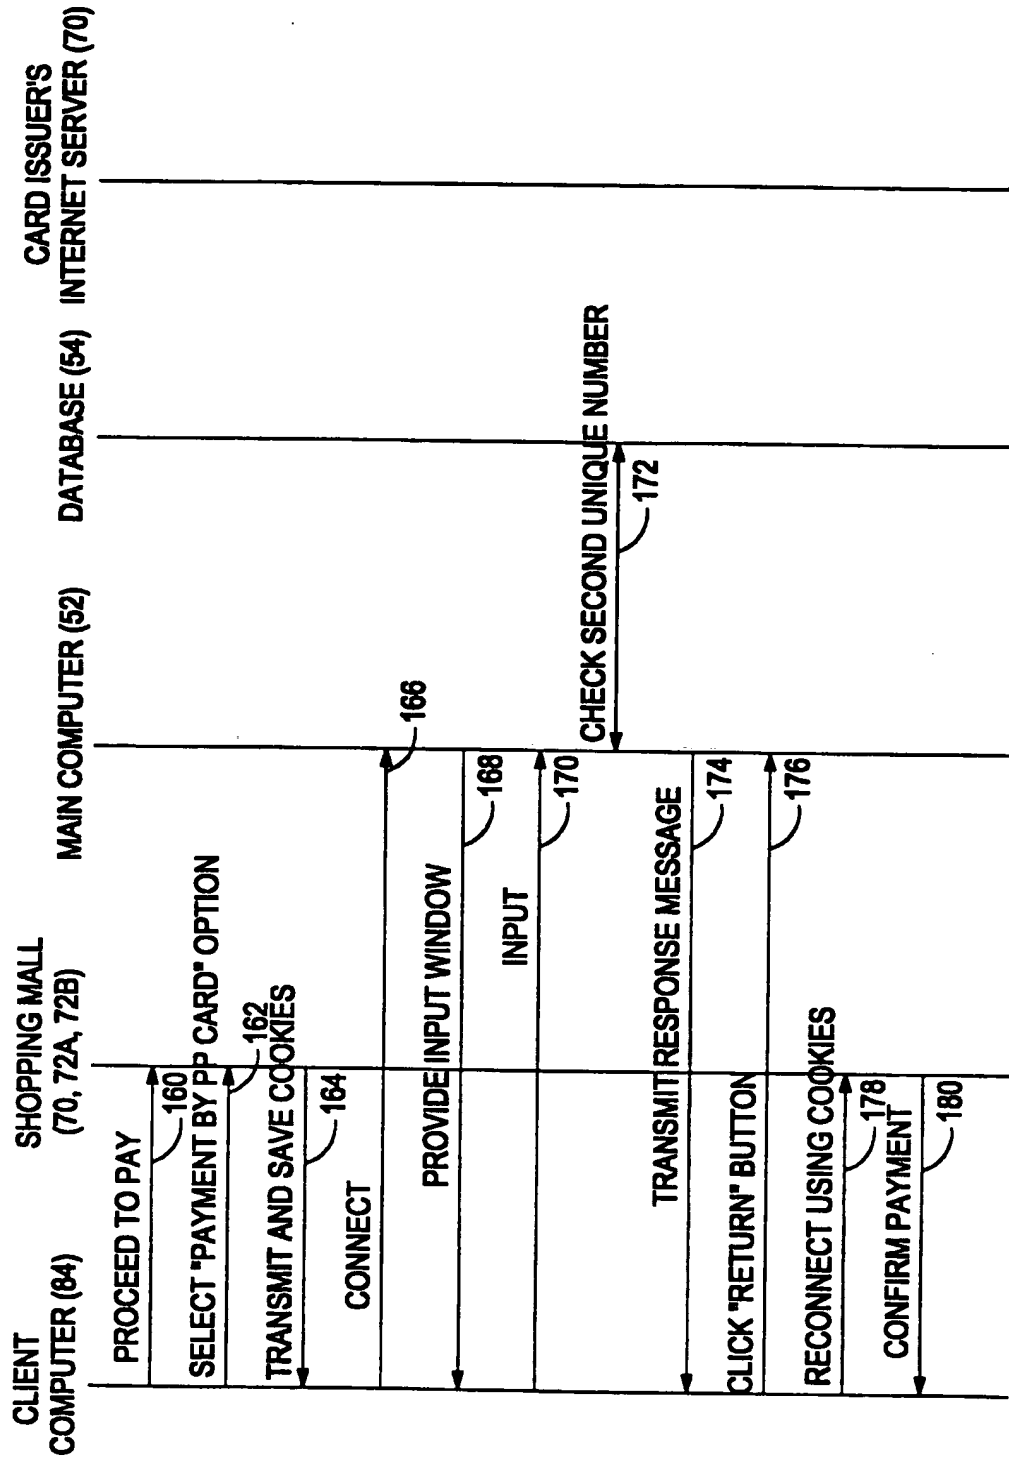 CLIENT
COMPUTER (84)
SHOPPING MALL
(70, 72A, 72B)
MAIN COMPUTER (52)
DATABASE (54)
CARD ISSUER'S
INTERNET SERVER (70)
PROCEED TO PAY
160
SELECT "PAYMENT BY PP CARD" OPTION
162
TRANSMIT AND SAVE COOKIES
164
CONNECT
166
PROVIDE INPUT WINDOW
168
INPUT
170
CHECK SECOND UNIQUE NUMBER
172
TRANSMIT RESPONSE MESSAGE
174
CLICK "RETURN" BUTTON
176
RECONNECT USING COOKIES
178
CONFIRM PAYMENT
180